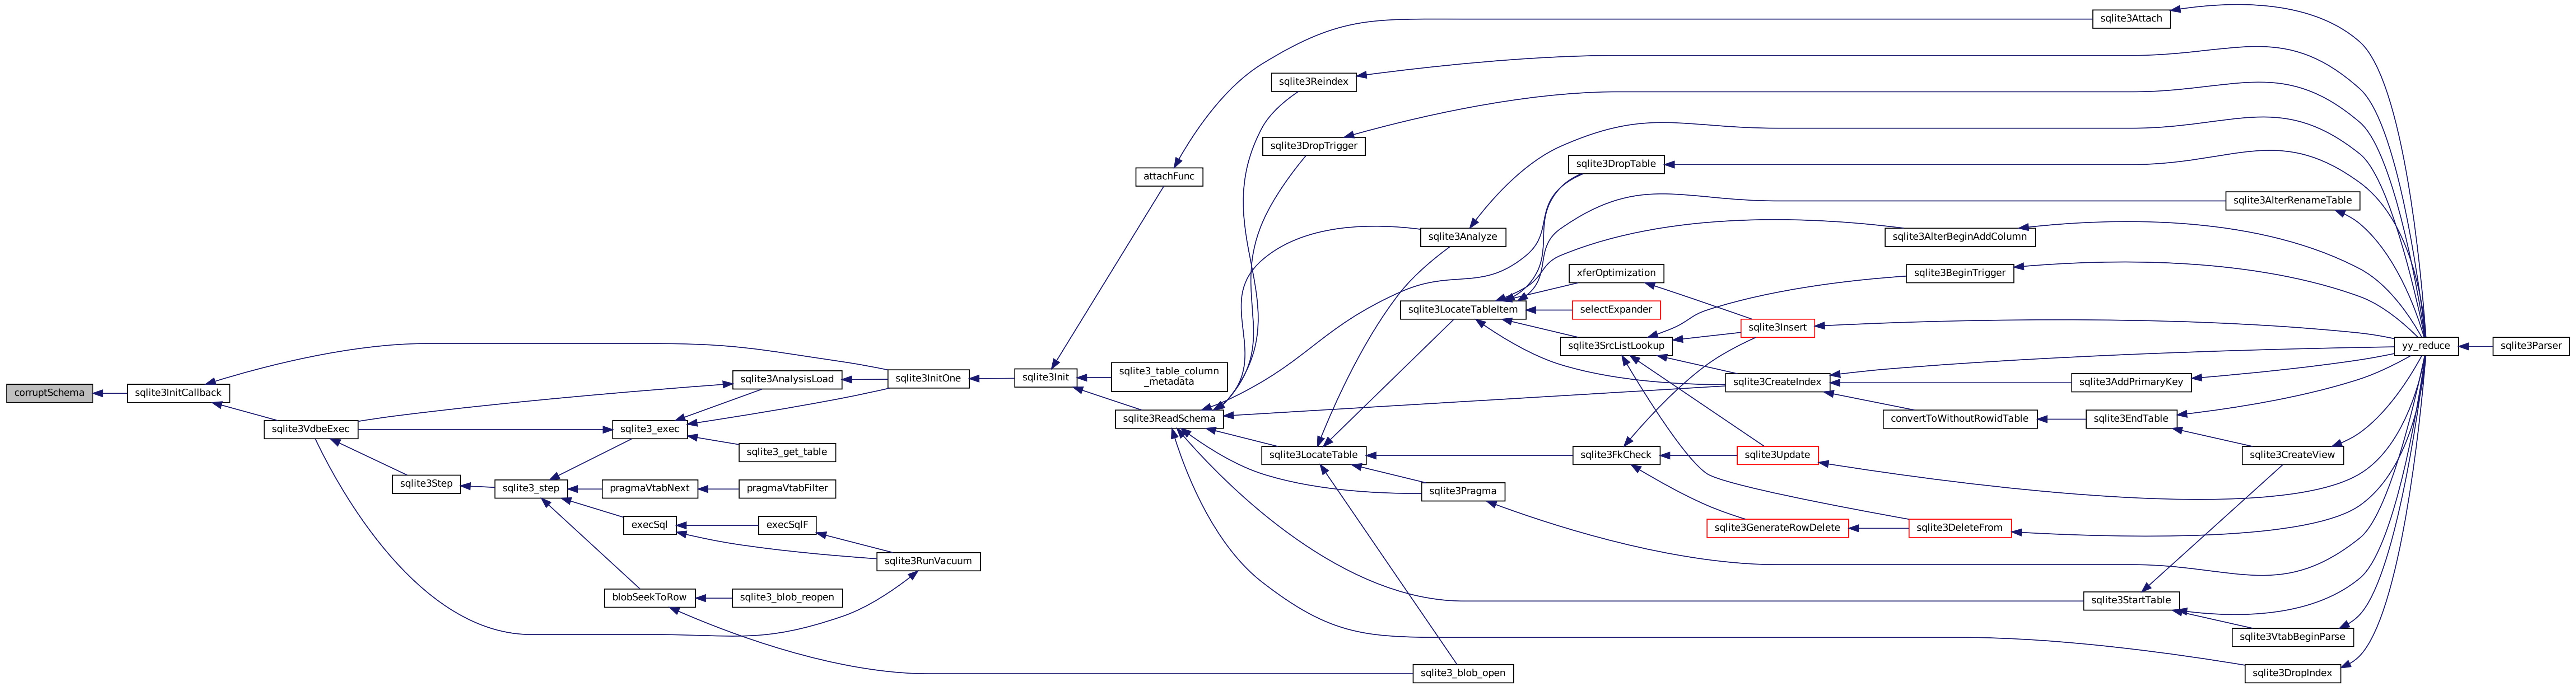 sqlite3Attach
sqlite3Reindex
sqlite3DropTrigger
sqlite3DropTable
attachFunc
sqlite3AlterRenameTable
sqlite3Analyze
sqlite3AlterBeginAddColumn
xferOptimization
sqlite3BeginTrigger
sqlite3LocateTableItem
selectExpander
sqlite3Insert
sqlite3SrcListLookup
yy_reduce
sqlite3Parser
sqlite3_table_column
_metadata
sqlite3Init
sqlite3InitOne
sqlite3AnalysisLoad
sqlite3CreateIndex
sqlite3AddPrimaryKey
corruptSchema
sqlite3InitCallback
sqlite3ReadSchema
convertToWithoutRowidTable
sqlite3EndTable
sqlite3VdbeExec
sqlite3_exec
sqlite3_get_table
sqlite3LocateTable
sqlite3FkCheck
sqlite3Update
sqlite3CreateView
sqlite3Step
sqlite3_step
pragmaVtabNext
pragmaVtabFilter
sqlite3Pragma
execSql
execSqlF
sqlite3GenerateRowDelete
sqlite3DeleteFrom
sqlite3RunVacuum
blobSeekToRow
sqlite3_blob_reopen
sqlite3StartTable
sqlite3VtabBeginParse
sqlite3_blob_open
sqlite3DropIndex